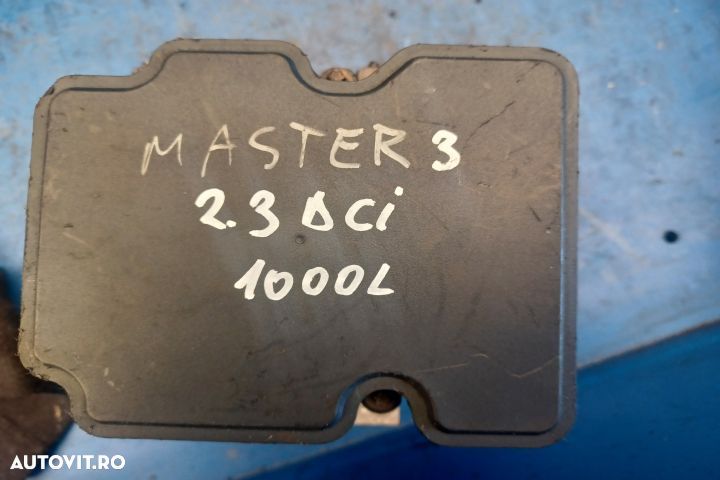 MASTER 3
2.3 DCi
1000L
AUTOVIT.RO